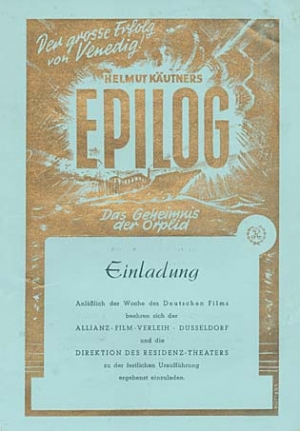 Der grosse Erfolg
von Venedig
HELMUT KÄUTNERS
EPILOG
Das Geheimnis
der Orplid
Einladung
Anläßlich der Woche des Deutschen Films
beehren sich der
ALLIANZ-FILM-VERLEIH - DUSSELDORF
und die
DIREKTION DES RESIDENZ-THEATERS
zu der festlichen Uraufführung
ergebenst einzuladen.